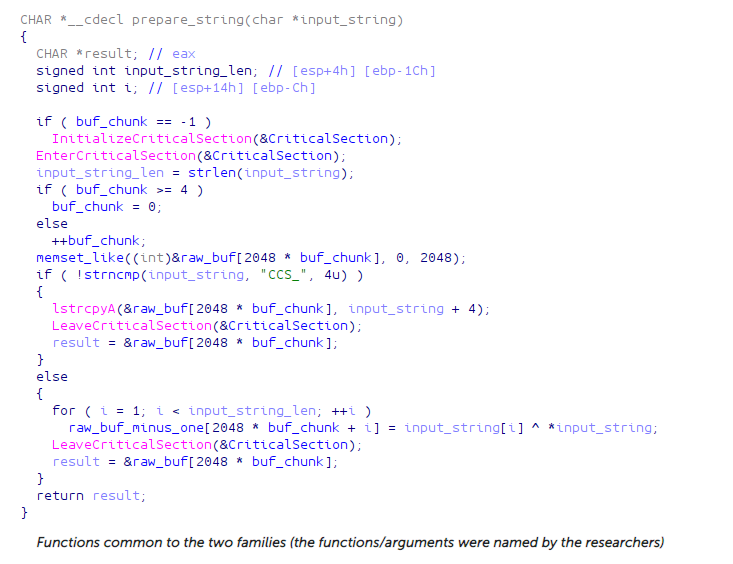 CHAR *__cdecl prepare_string(char *input_string)
{
  CHAR *result; // eax
  signed int input_string_len; // [esp+4h] [ebp-1Ch]
  signed int i; // [esp+14h] [ebp-Ch]

  if ( buf_chunk == -1 )
    InitializeCriticalSection(&CriticalSection);
  EnterCriticalSection(&CriticalSection);
  input_string_len = strlen(input_string);
  if ( buf_chunk >= 4 )
    buf_chunk = 0;
  else
    ++buf_chunk;
  memset_like((int)&raw_buf[2048 * buf_chunk], 0, 2048);
  if ( !strncmp(input_string, "CCS_", 4u) )
  {
    lstrcpyA(&raw_buf[2048 * buf_chunk], input_string + 4);
    LeaveCriticalSection(&CriticalSection);
    result = &raw_buf[2048 * buf_chunk];
  }
  else
  {
    for ( i = 1; i < input_string_len; ++i )
      raw_buf_minus_one[2048 * buf_chunk + i] = input_string[i] ^ *input_string;
    LeaveCriticalSection(&CriticalSection);
    result = &raw_buf[2048 * buf_chunk];
  }
  return result;
}
Functions common to the two families (the functions/arguments were named by the researchers)